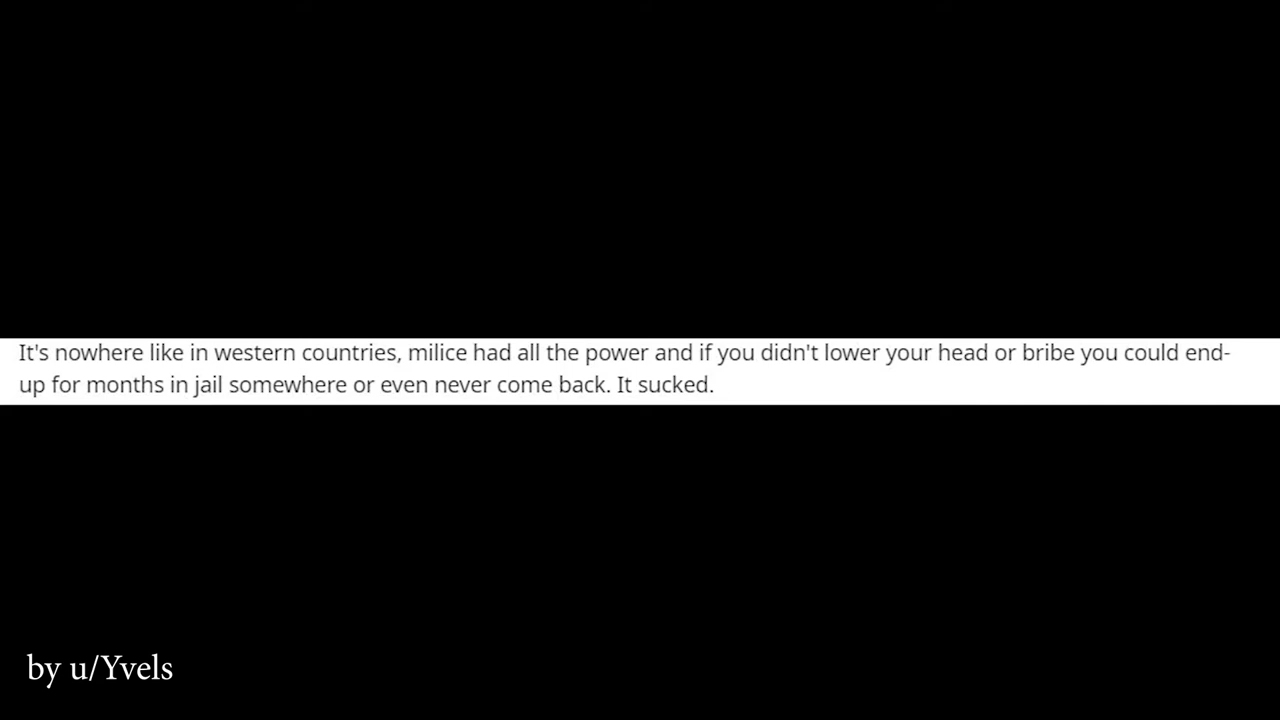 It's nowhere like in western countries, milice had all the power and if you didn't lower your head or bribe you could end-
up for months in jail somewhere or even never come back. It sucked.
by u/Yvels